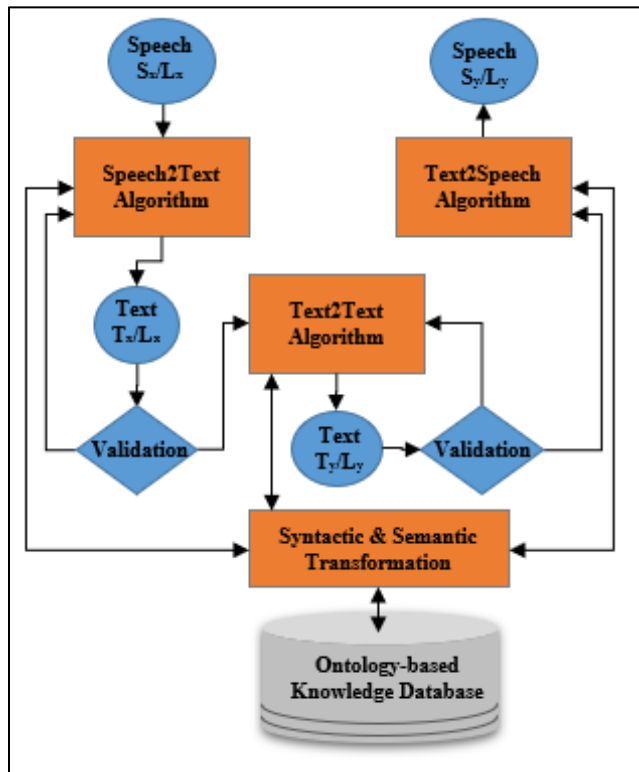 Speech
Sx/Lx
Speech
Sy/Ly
Speech2Text
Algorithm
Text2Speech
Algorithm
Text
Tx/Lx
Text2Text
Algorithm
Validation
Text
Ty/Ly
Validation
Syntactic & Semantic
Transformation
Ontology-based
Knowledge Database